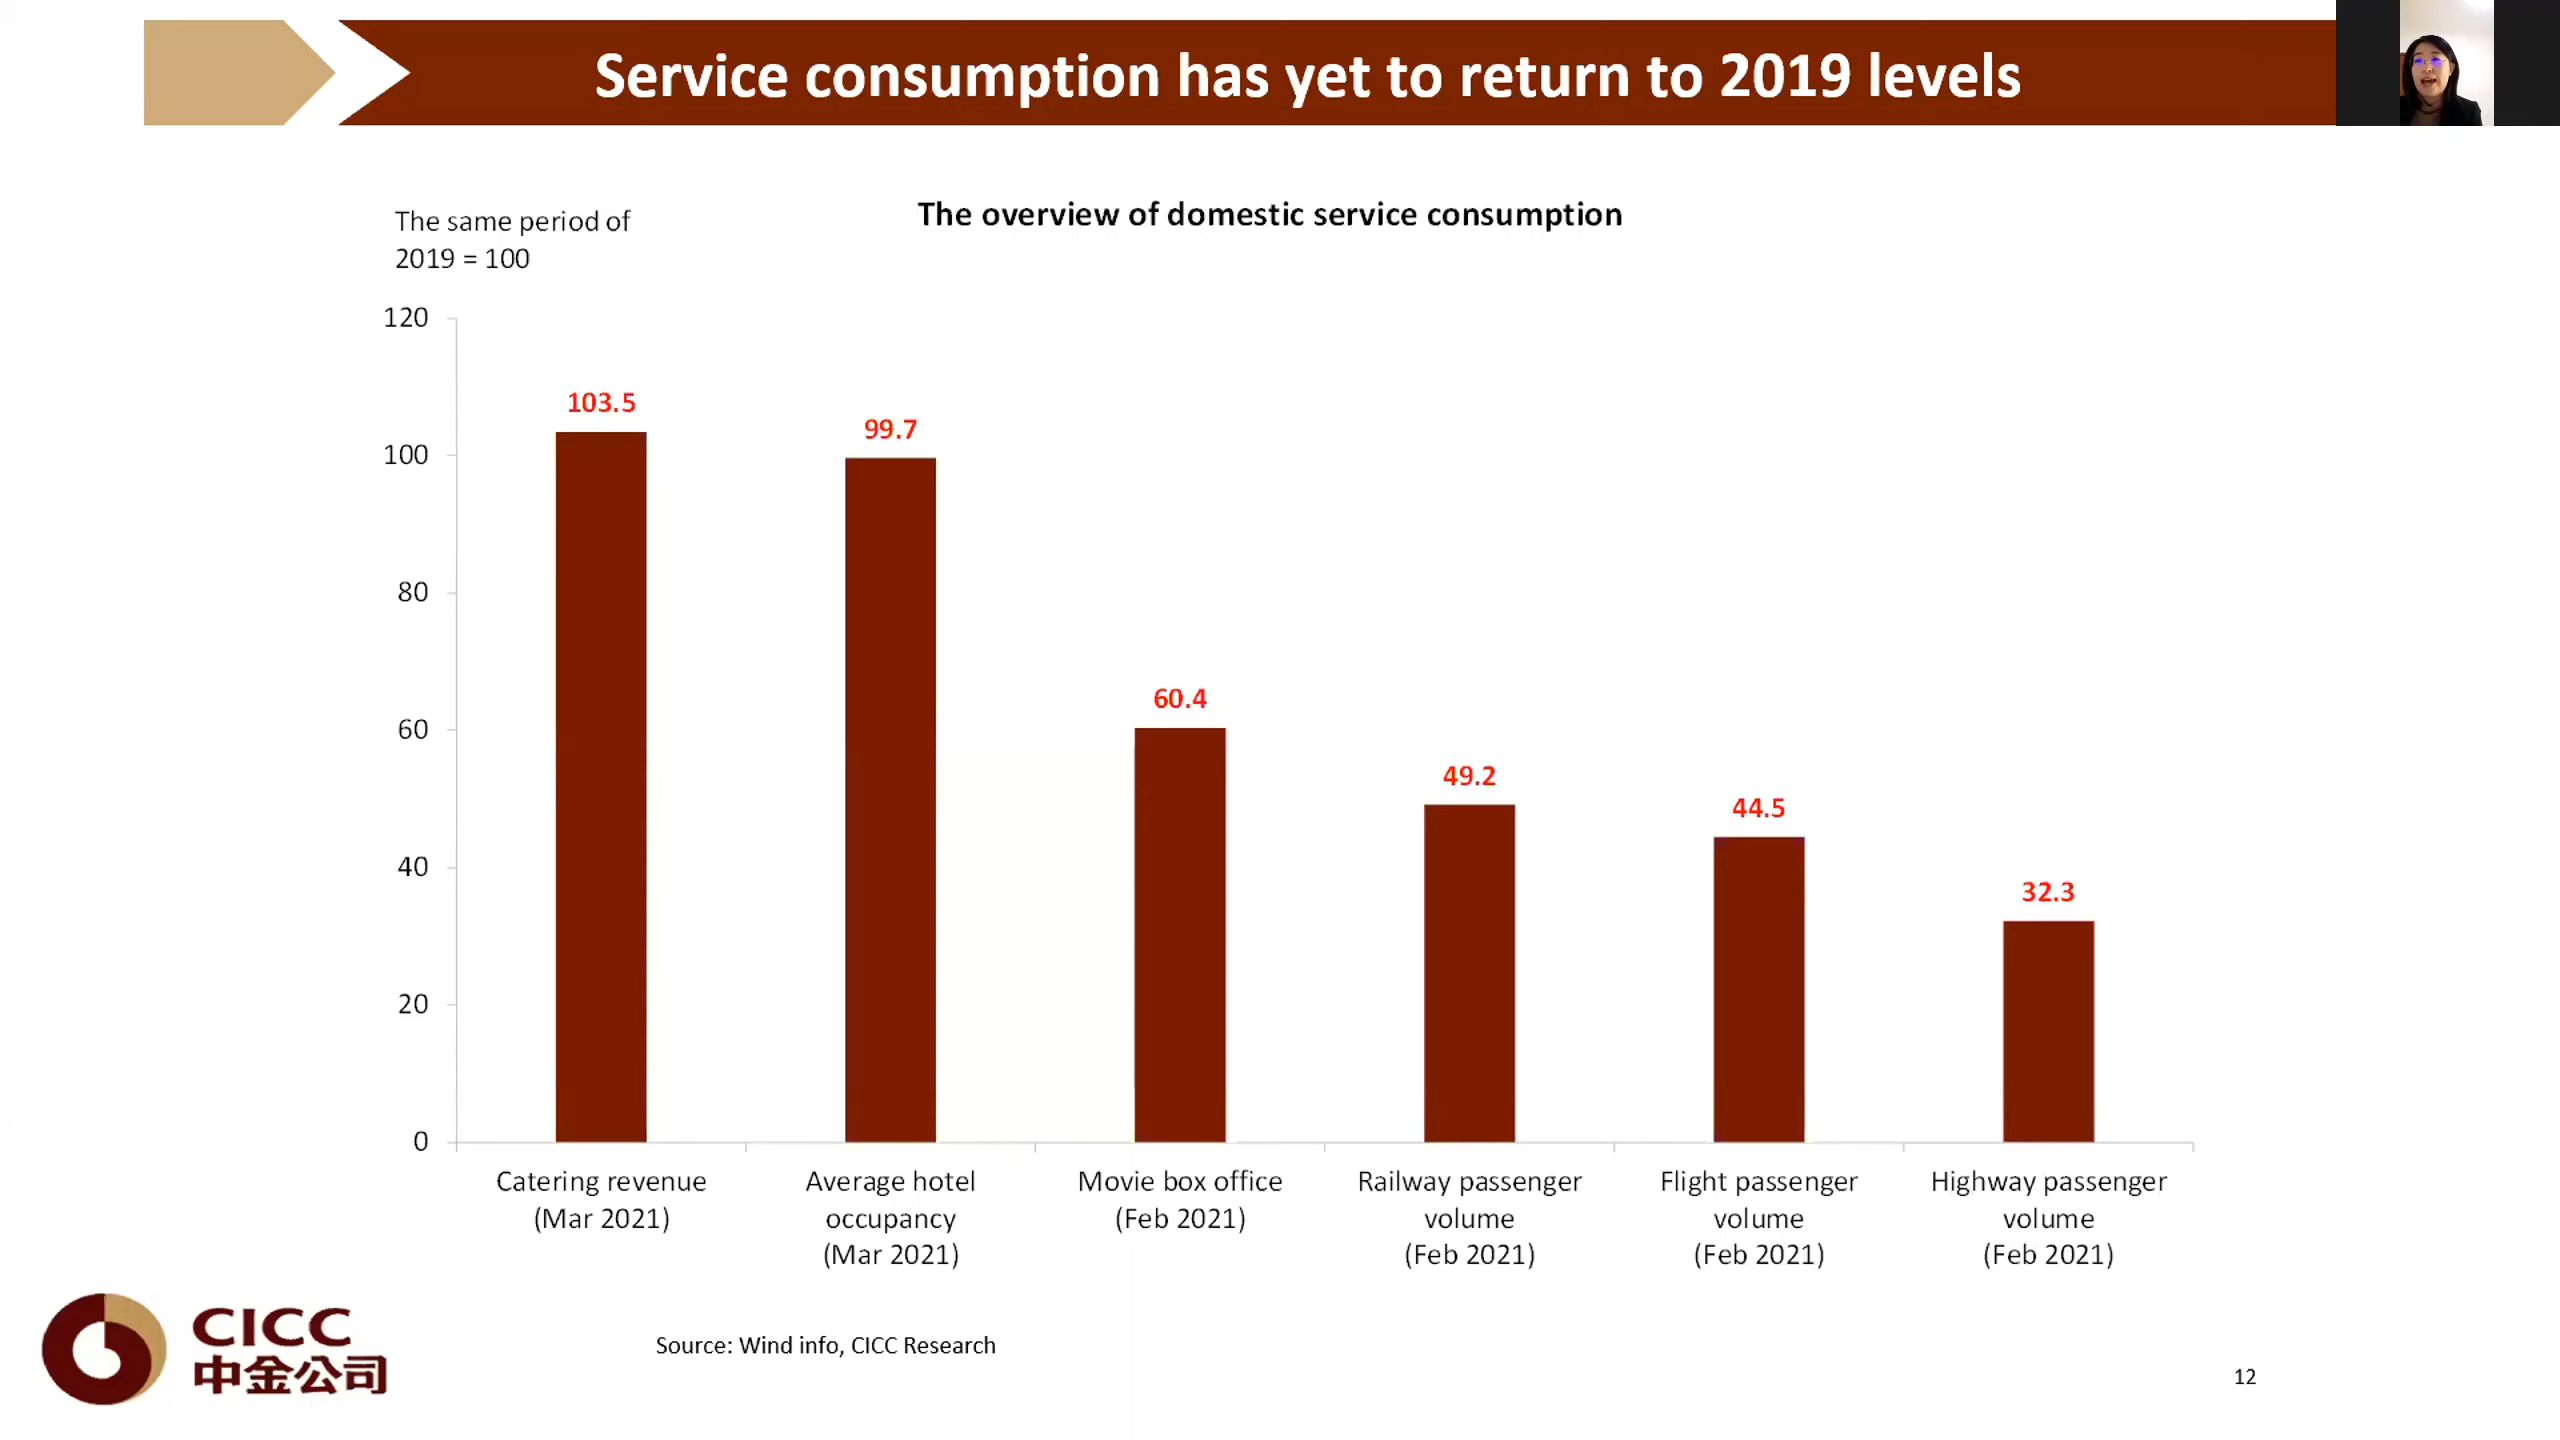 Service consumption has yet to return to 2019 levels
The same period of
2019 = 100
The overview of domestic service consumption
120
100
80
60
40
20
0
103.5
99.7
60.4
49.2
44.5
32.3
Catering revenue
(Mar 2021)
Average hotel
occupancy
(Mar 2021)
Movie box office
(Feb 2021)
Railway passenger
volume
(Feb 2021)
Flight passenger
volume
(Feb 2021)
Highway passenger
volume
(Feb 2021)
CICC
中金公司
Source: Wind info, CICC Research
12